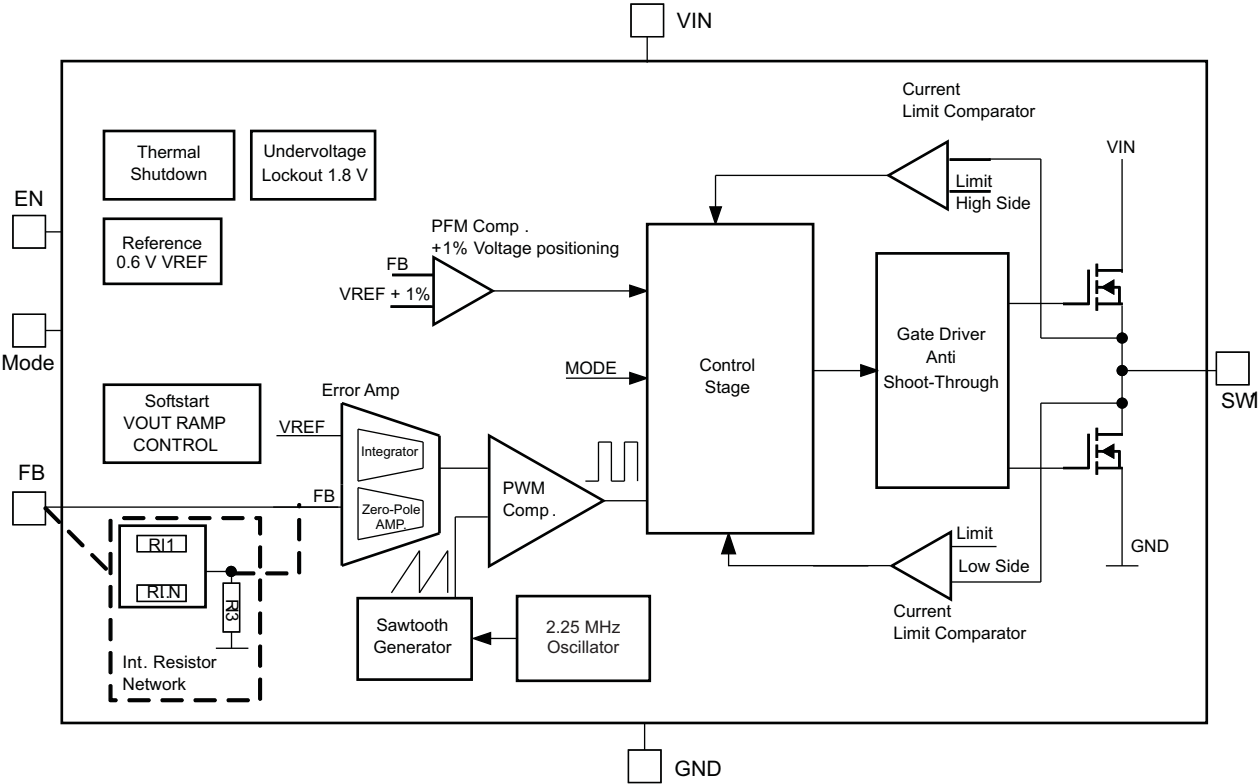 VIN
Current
Limit Comparator
Thermal
Shutdown
Undervoltage
Lockout 1.8 V
VIN
Limit
High Side
EN
PFM Comp .
+1% Voltage positioning
Reference
0.6 V VREF
FB
VREF + 1%
Mode
MODE
Control
Stage
Gate Driver
Anti
Shoot-Through
SW1
Softstart
VOUT RAMP
CONTROL
Error Amp
VREF
Integrator
FB
FB
Zero-Pole
AMP.
PWM
Comp .
RI1
RI.N
R3
Int. Resistor
Network
Sawtooth
Generator
2.25 MHz
Oscillator
Limit
Low Side
GND
Current
Limit Comparator
GND